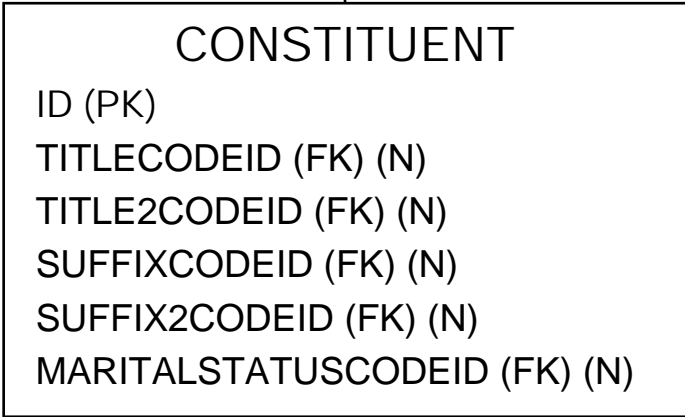 CONSTITUENT
ID (PK)
TITLECODEID (FK) (N)
TITLE2CODEID (FK) (N)
SUFFIXCODEID (FK) (N)
SUFFIX2CODEID (FK) (N)
MARITALSTATUSCODEID (FK) (N)